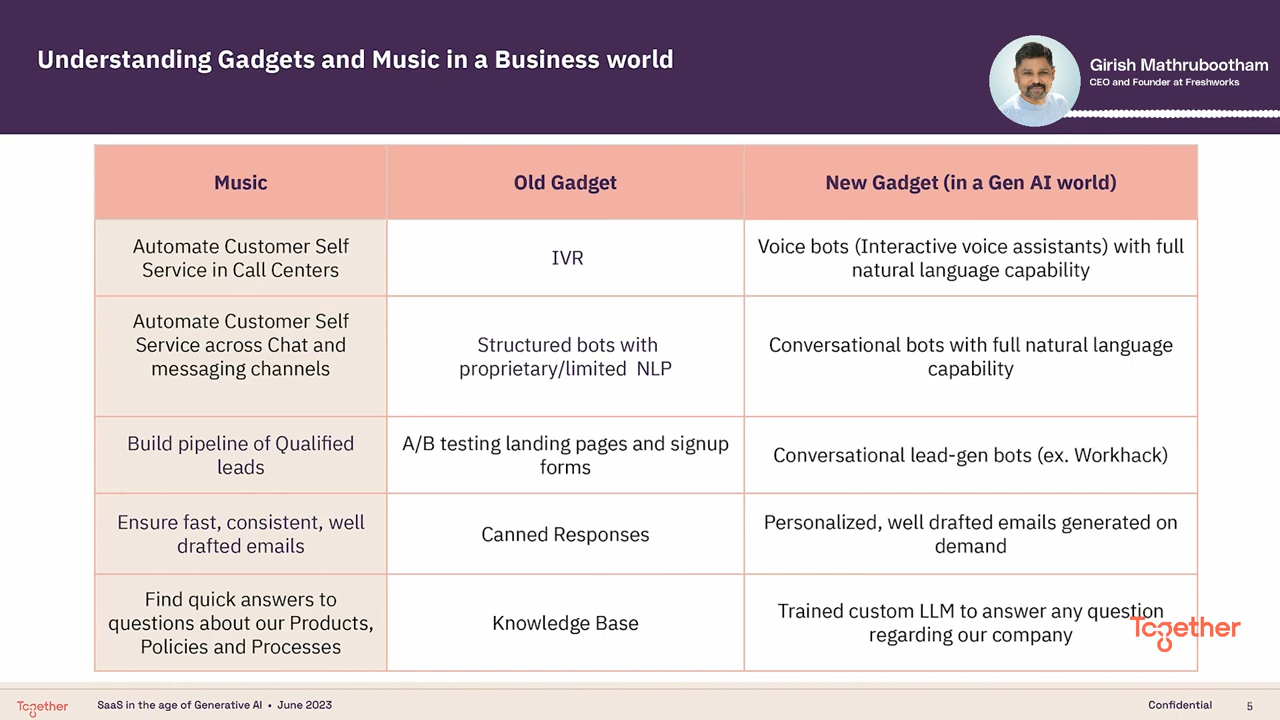 Understanding Gadgets and Music in a Business world
Girish Mathrubootham
CEO and Founder at Freshworks
Music
Old Gadget
New Gadget (in a Gen AI world)
Automate Customer Self
Service in Call Centers
IVR
Voice bots (Interactive voice assistants) with full
natural language capability
Automate Customer Self
Service across Chat and
messaging channels
Structured bots with
proprietary/limited NLP
Conversational bots with full natural language
capability
Build pipeline of Qualified
leads
A/B testing landing pages and signup
forms
Conversational lead-gen bots (ex. Workhack)
Ensure fast, consistent, well
drafted emails
Canned Responses
Personalized, well drafted emails generated on
demand
Find quick answers to
questions about our Products,
Policies and Processes
Knowledge Base
Trained custom LLM to answer any question
regarding our company
Together
Together
SaaS in the age of Generative AI • June 2023
Confidential
5